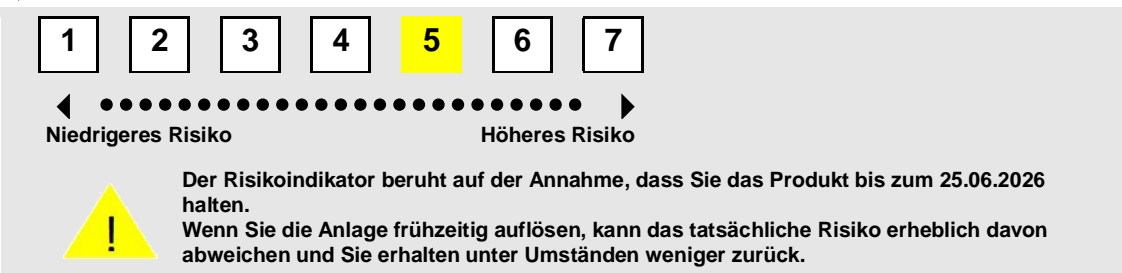 1 2 3 4 5 6 7
Niedrigeres Risiko Höheres Risiko
Der Risikoindikator beruht auf der Annahme, dass Sie das Produkt bis zum 25.06.2026
halten.
Wenn Sie die Anlage frühzeitig auflösen, kann das tatsächliche Risiko erheblich davon
abweichen und Sie erhalten unter Umständen weniger zurück.
!